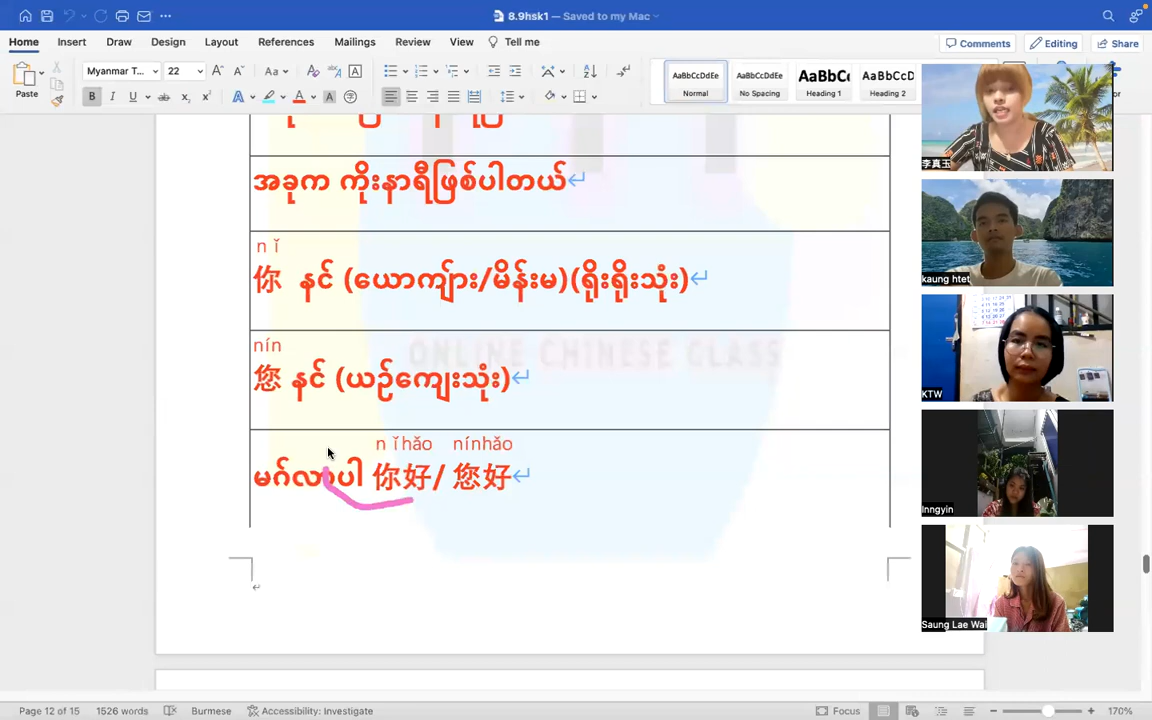 8.9hsk1 — Saved to my Mac
Home Insert Draw Design Layout References Mailings Review View Tell me
Comments Editing Share
Paste
Myanmar T... 22
AaBbCcDdEe AaBbCcDdEe AaBbC AaBbCcD
Normal No Spacing Heading 1 Heading 2
အခုက ကိုးနာရီဖြစ်ပါတယ်
nǐ
你 နင် (ယောကျ်ား/မိန်းမ)(ရိုးရိုးသုံး)
nín
您 နင် (ယဉ်ကျေးသုံး)
ONLINE CHINESE CLASS
nǐhǎo nínhǎo
မင်္ဂလာပါ 你好/ 您好
李真玉
kaung htet
KTW
Inngyin
Saung Lae Wai
Page 12 of 15 1526 words Burmese Accessibility: Investigate Focus 170%